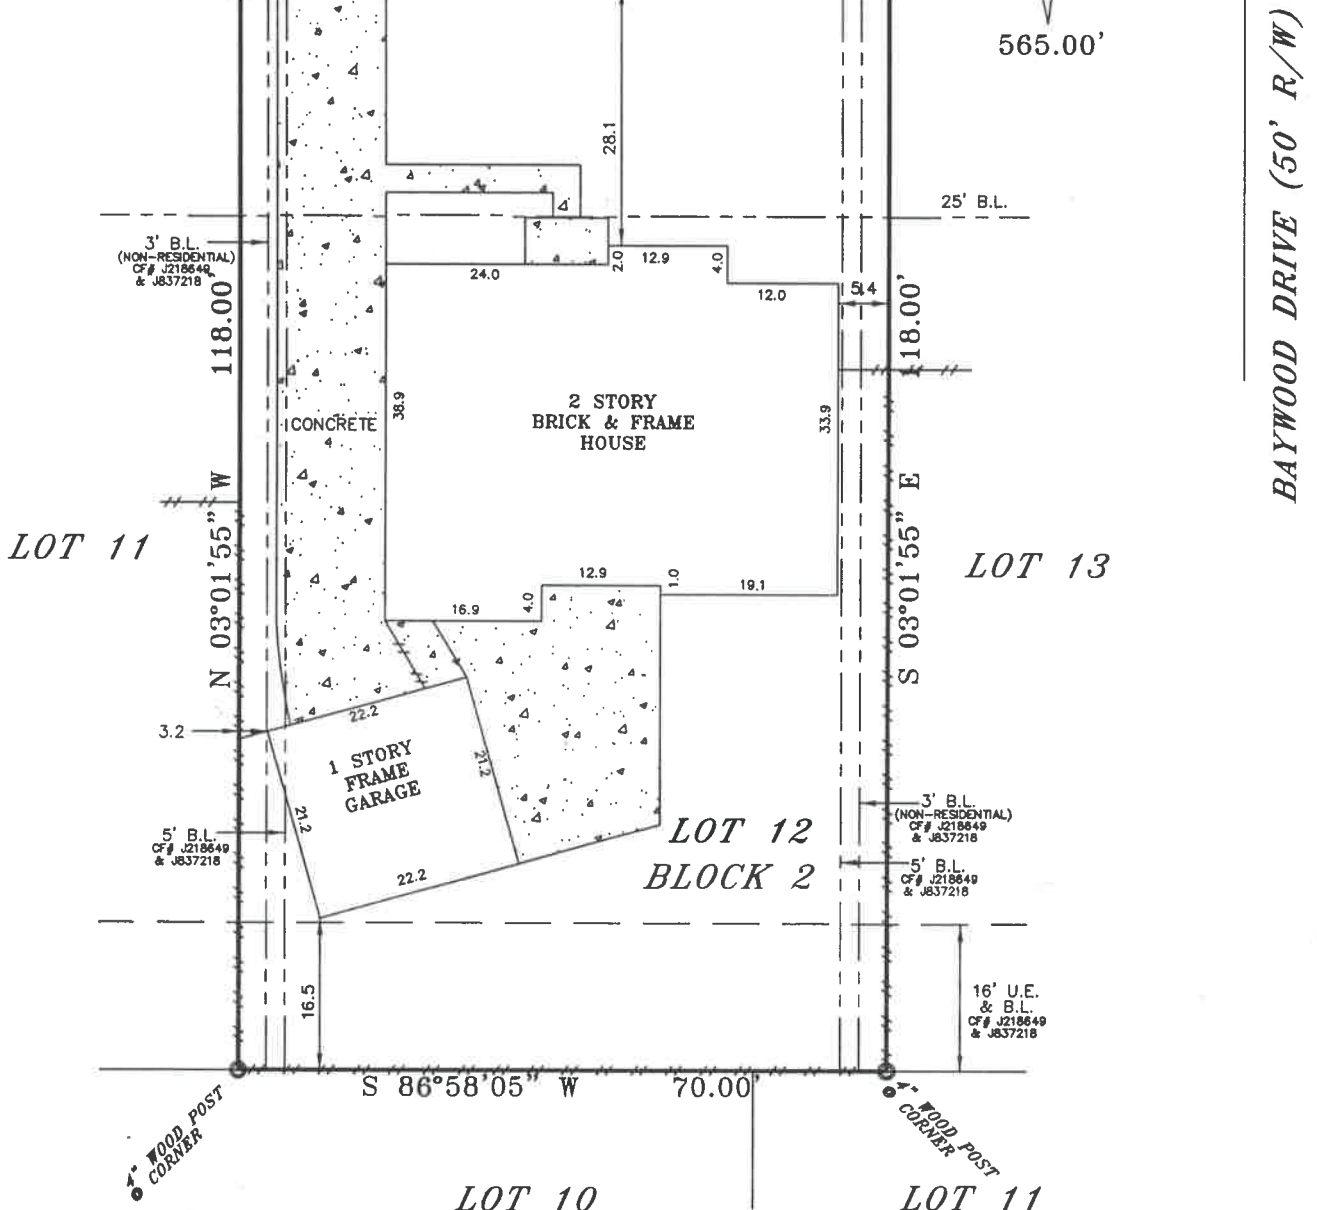 565.00'
BAYWOOD DRIVE (50' R/W)
28.1
25' B.L.
3' B.L.
(NON-RESIDENTIAL)
CF# J218649
& J837218
24.0
2.0
12.9
4.0
12.0
5.4
118.00'
118.00'
CONCRETE
38.9
2 STORY
BRICK & FRAME
HOUSE
33.9
N 03°01'55" W
S 03°01'55" E
LOT 11
LOT 13
12.9
1.0
19.1
16.9
4.0
3.2
22.2
1 STORY
FRAME
GARAGE
21.2
21.2
22.2
5' B.L.
CF# J218649
& J837218
LOT 12
BLOCK 2
3' B.L.
(NON-RESIDENTIAL)
CF# J218649
& J837218
5' B.L.
CF# J218649
& J837218
16.5
16' U.E.
& B.L.
CF# J218649
& J837218
S 86°58'05" W 70.00'
4" WOOD POST
CORNER
4" WOOD POST
CORNER
LOT 10
LOT 11